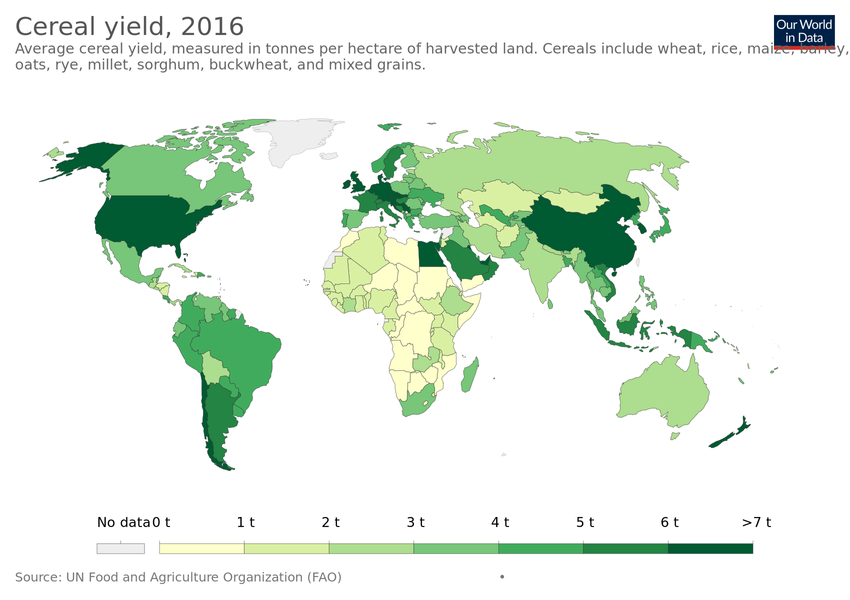 Cereal yield, 2016
Our World
in Data
Average cereal yield, measured in tonnes per hectare of harvested land. Cereals include wheat, rice, maize, barley,
oats, rye, millet, sorghum, buckwheat, and mixed grains.
No data 0 t 1 t 2 t 3 t 4 t 5 t 6 t >7 t
Source: UN Food and Agriculture Organization (FAO)